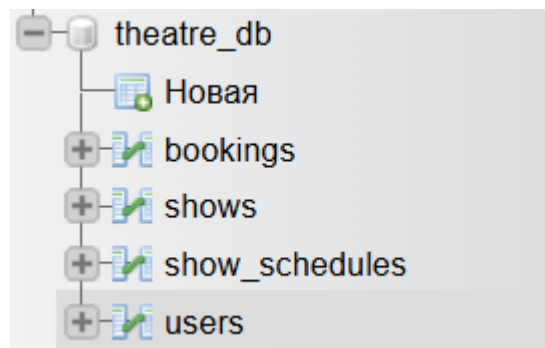 theatre_db
Новая
bookings
shows
show_schedules
users